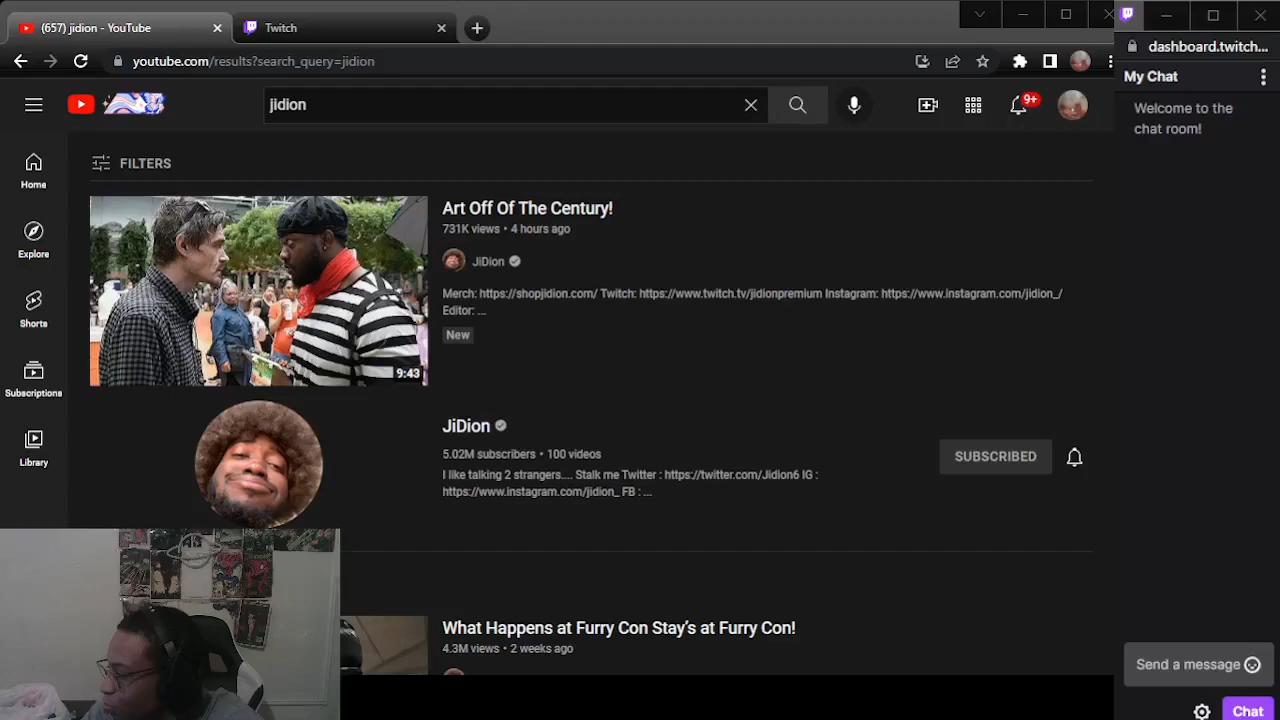 (657) jidion - YouTube
Twitch
youtube.com/results?search_query=jidion
dashboard.twitch...
jidion
9+
My Chat
Welcome to the
chat room!
FILTERS
Home
Explore
Shorts
Subscriptions
Library
9:43
Art Off Of The Century!
731K views • 4 hours ago
JiDion
Merch: https://shopjidion.com/ Twitch: https://www.twitch.tv/jidionpremium Instagram: https://www.instagram.com/jidion_/
Editor: ...
New
JiDion
5.02M subscribers • 100 videos
I like talking 2 strangers.... Stalk me Twitter : https://twitter.com/Jidion6 IG :
https://www.instagram.com/jidion_ FB : ...
SUBSCRIBED
What Happens at Furry Con Stay's at Furry Con!
4.3M views • 2 weeks ago
Send a message
Chat